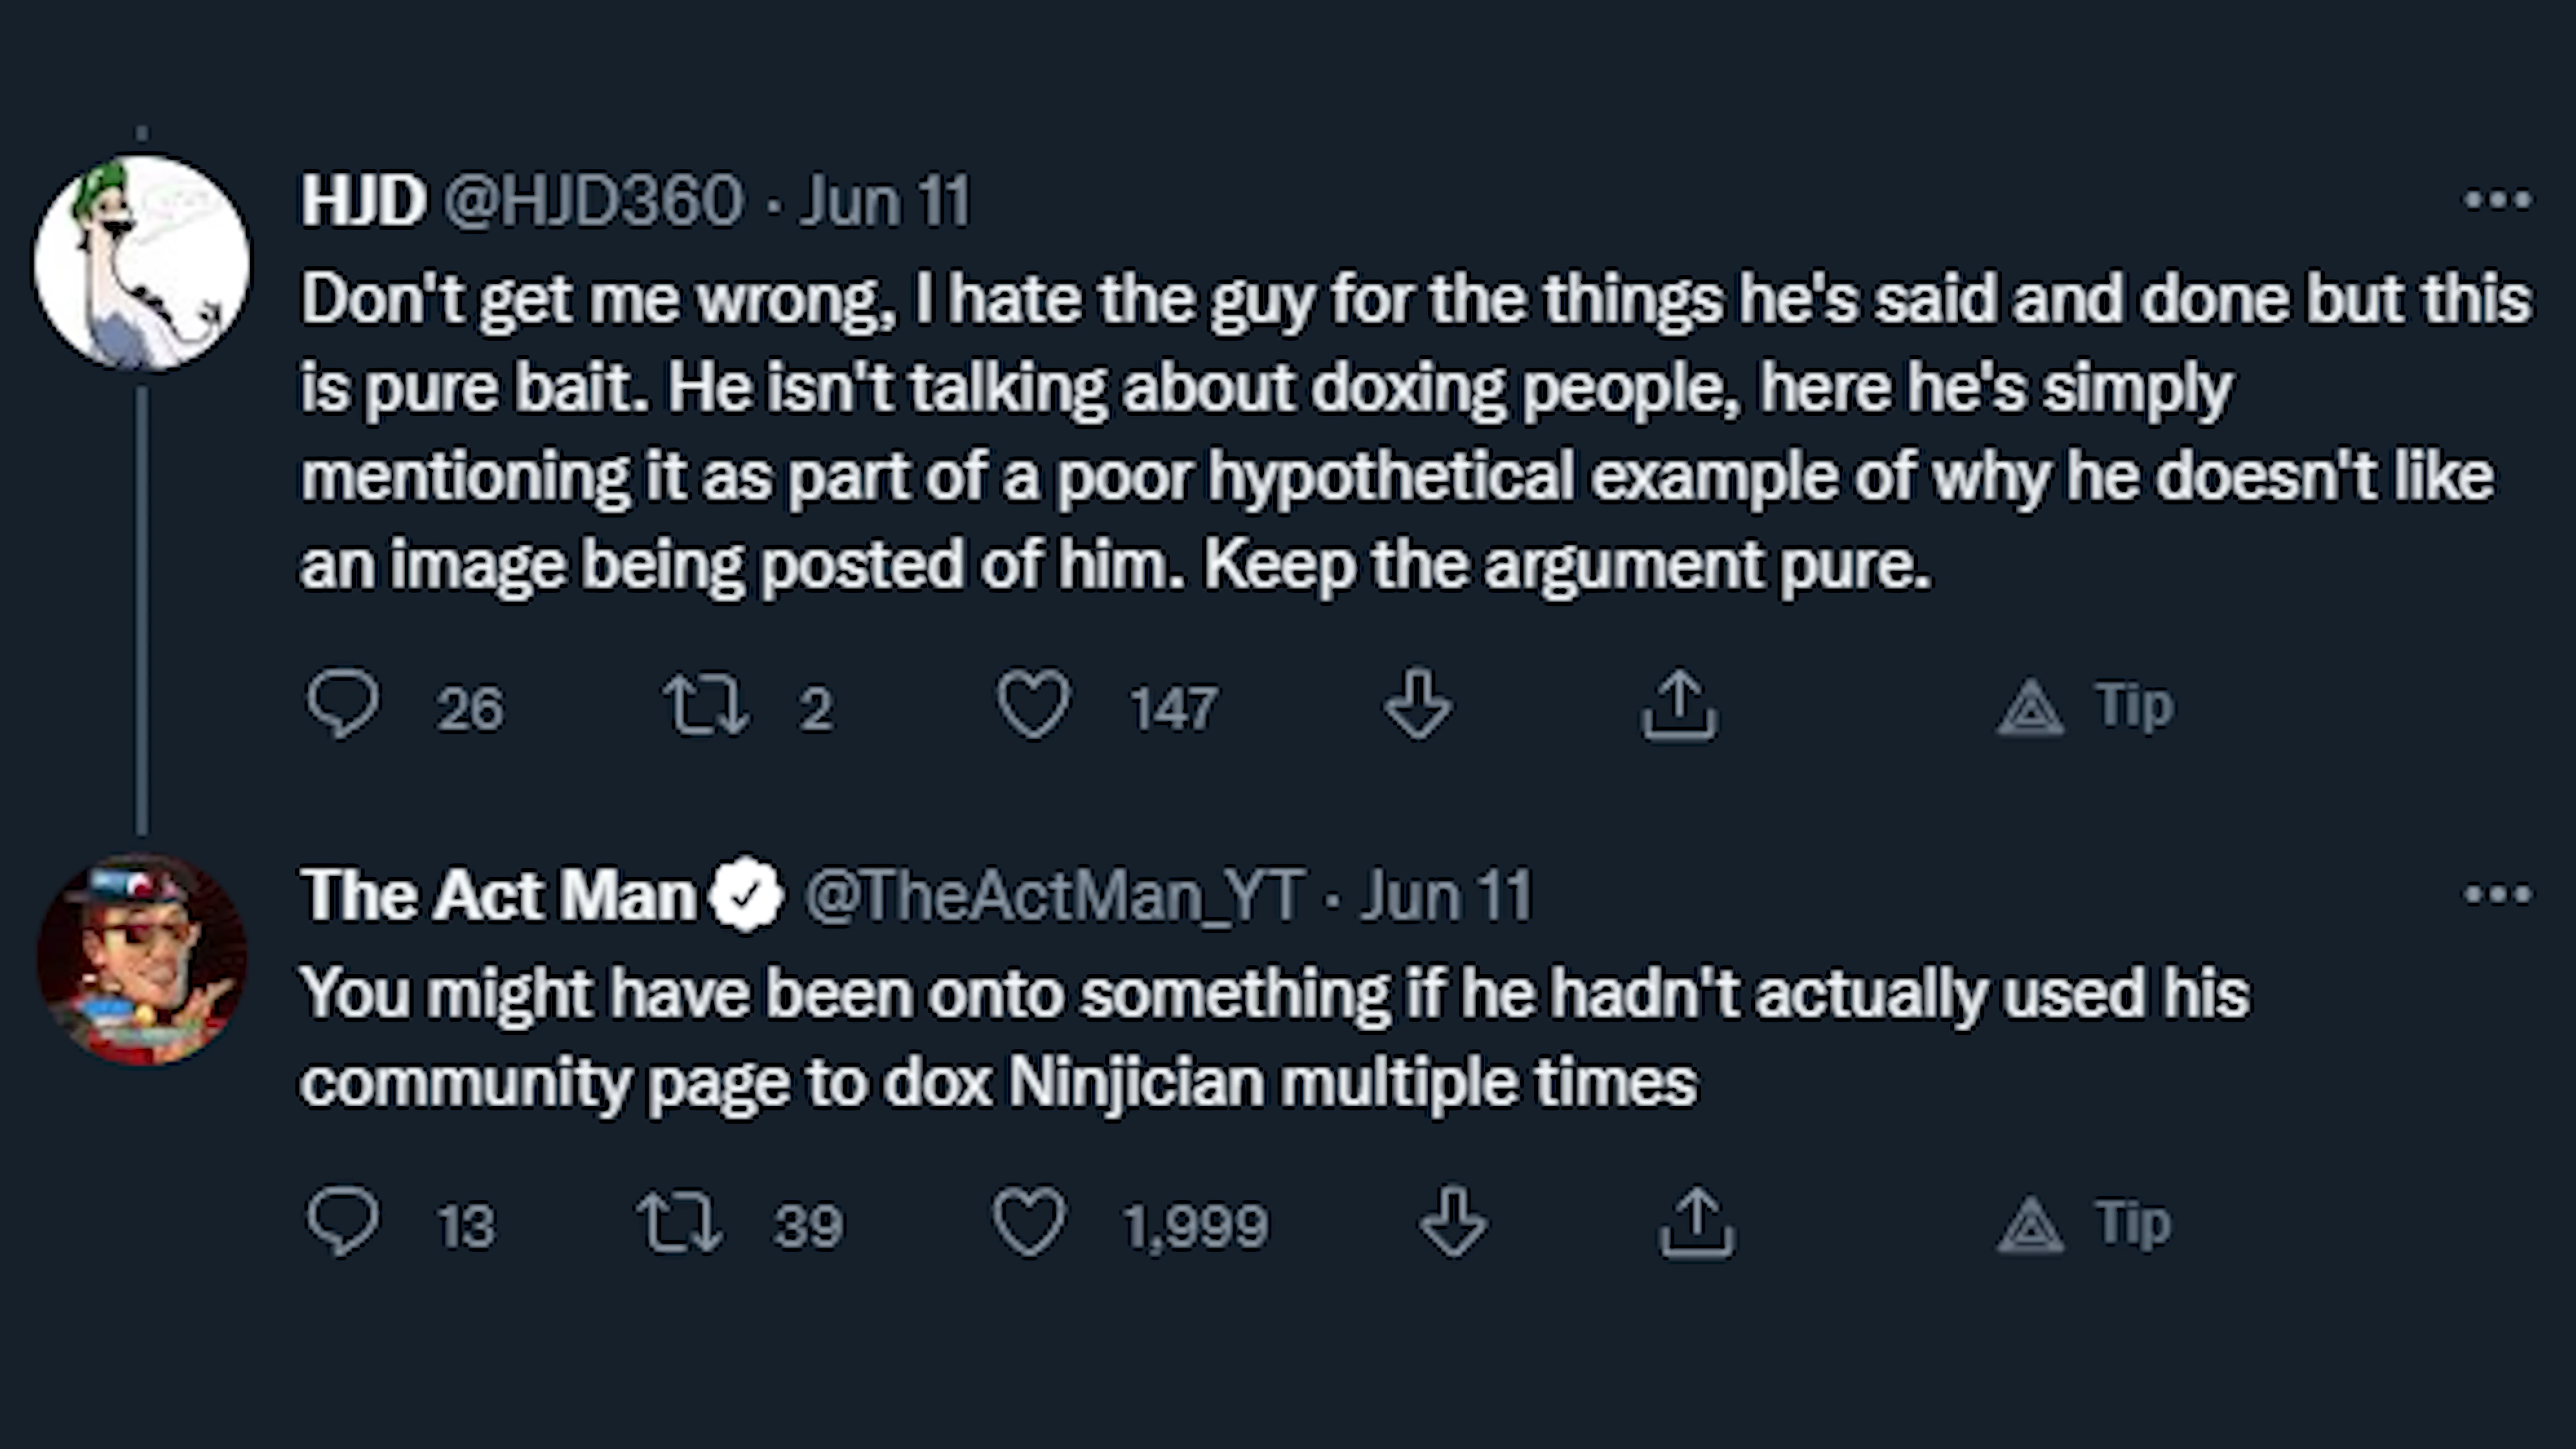 HJD @HJD360 · Jun 11
Don't get me wrong, I hate the guy for the things he's said and done but this
is pure bait. He isn't talking about doxing people, here he's simply
mentioning it as part of a poor hypothetical example of why he doesn't like
an image being posted of him. Keep the argument pure.
26 2 147 Tip
The Act Man @TheActMan_YT · Jun 11
You might have been onto something if he hadn't actually used his
community page to dox Ninjician multiple times
13 39 1,999 Tip